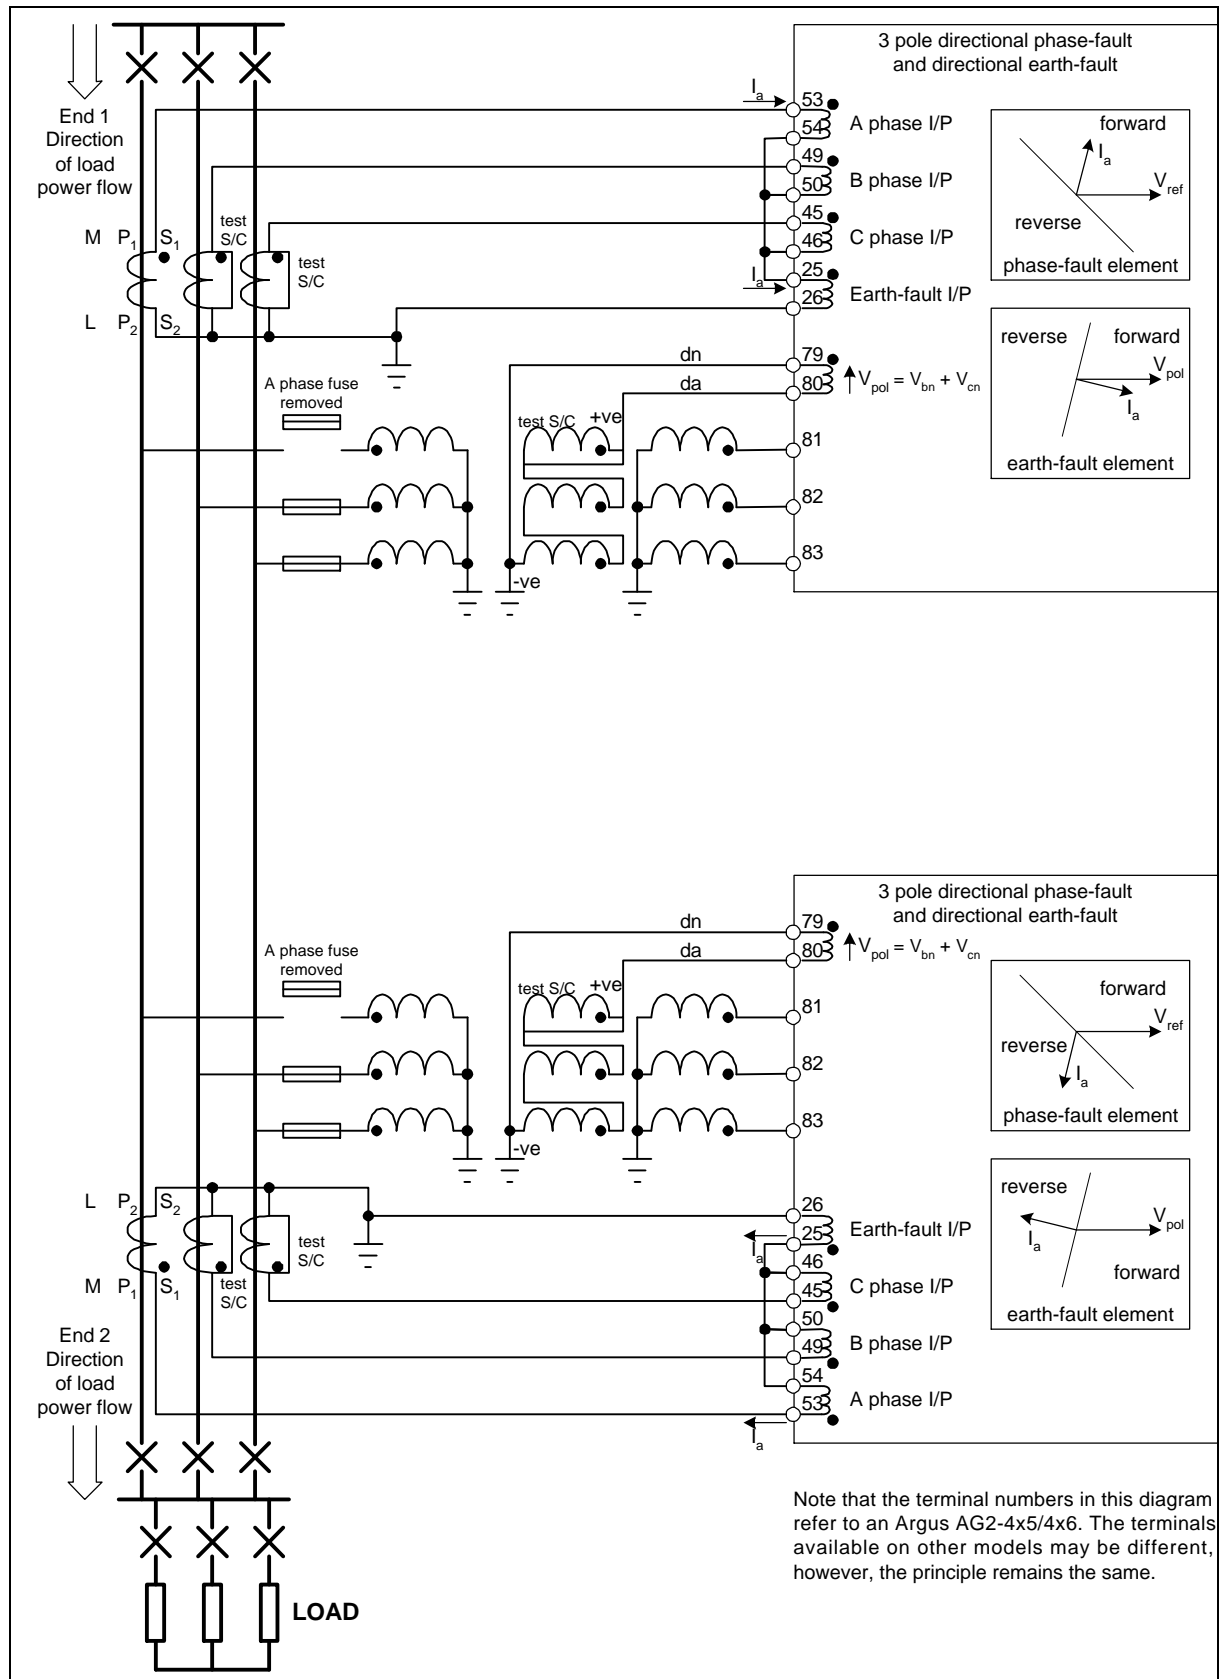 3 pole directional phase-fault
and directional earth-fault
End 1
Direction
of load
power flow
Ia
53
54
A phase I/P
49
50
B phase I/P
45
46
C phase I/P
Ia
25
26
Earth-fault I/P
forward
Ia
Vref
reverse
phase-fault element
M P1 S1
test
S/C
test
S/C
L P2 S2
reverse
forward
Vpol
Ia
earth-fault element
dn
79
da
80
Vpol = Vbn + Vcn
A phase fuse
removed
test S/C
+ve
81
82
83
-ve
3 pole directional phase-fault
and directional earth-fault
dn
79
da
80
Vpol = Vbn + Vcn
A phase fuse
removed
test S/C
+ve
81
82
83
-ve
forward
Vref
reverse
Ia
phase-fault element
L P2 S2
test
S/C
test
S/C
M P1 S1
26
25
Earth-fault I/P
Ia
46
45
C phase I/P
50
49
B phase I/P
54
53
A phase I/P
Ia
reverse
Vpol
Ia
forward
earth-fault element
End 2
Direction
of load
power flow
LOAD
Note that the terminal numbers in this diagram
refer to an Argus AG2-4x5/4x6. The terminals
available on other models may be different,
however, the principle remains the same.